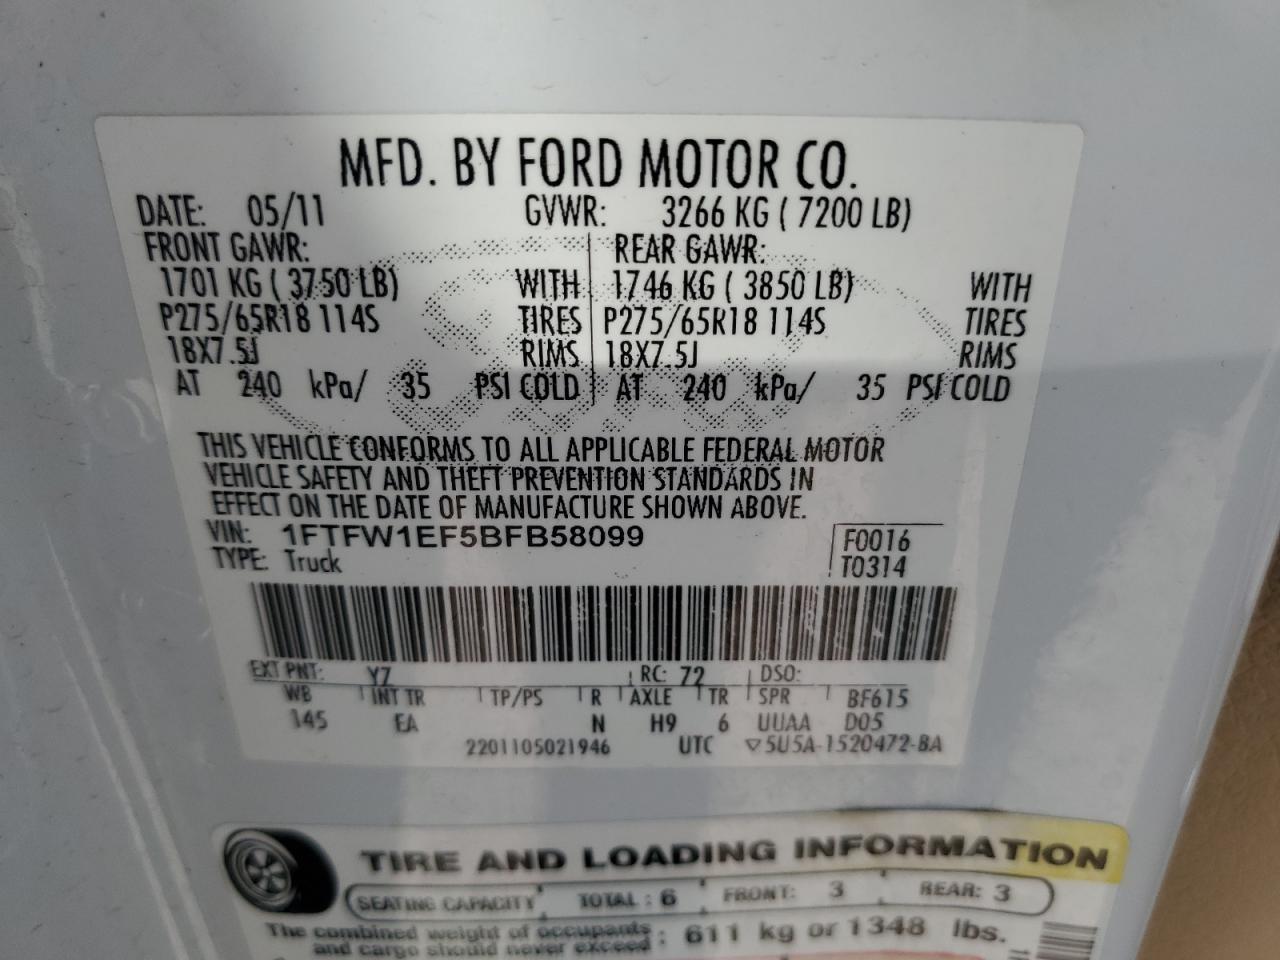 MFD. BY FORD MOTOR CO.
DATE: 05/11 GVWR: 3266 KG ( 7200 LB)
FRONT GAWR: REAR GAWR:
1701 KG ( 3750 LB) WITH 1746 KG ( 3850 LB) WITH
P275/65R18 114S TIRES P275/65R18 114S TIRES
18X7.5J RIMS 18X7.5J RIMS
AT 240 kPa/ 35 PSI COLD AT 240 kPa/ 35 PSI COLD
THIS VEHICLE CONFORMS TO ALL APPLICABLE FEDERAL MOTOR
VEHICLE SAFETY AND THEFT PREVENTION STANDARDS IN
EFFECT ON THE DATE OF MANUFACTURE SHOWN ABOVE.
VIN: 1FTFW1EF5BFB58099 F0016
TYPE: Truck T0314
EXT PNT: YZ RC: 72 DSO:
WB INT TR TP/PS R AXLE TR SPR BF615
145 EA N H9 6 UUAA D05
2201105021946 UTC ▽5U5A-1520472-BA
TIRE AND LOADING INFORMATION
SEATING CAPACITY TOTAL : 6 FRONT: 3 REAR: 3
The combined weight of occupants
and cargo should never exceed : 611 kg or 1348 lbs.